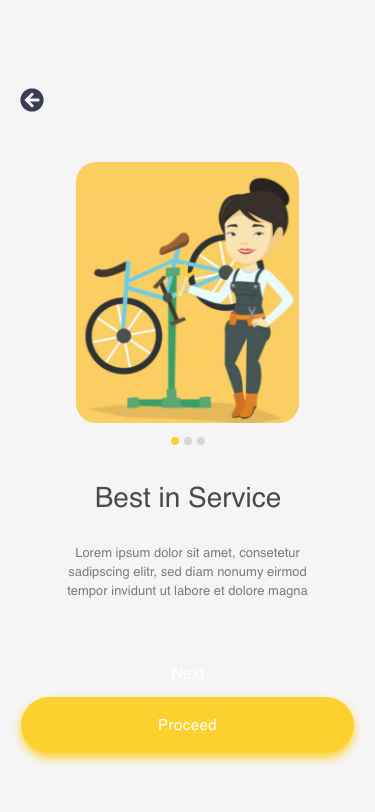 Best in Service
Lorem ipsum dolor sit amet, consetetur
sadipscing elitr, sed diam nonumy eirmod
tempor invidunt ut labore et dolore magna
Next
Proceed